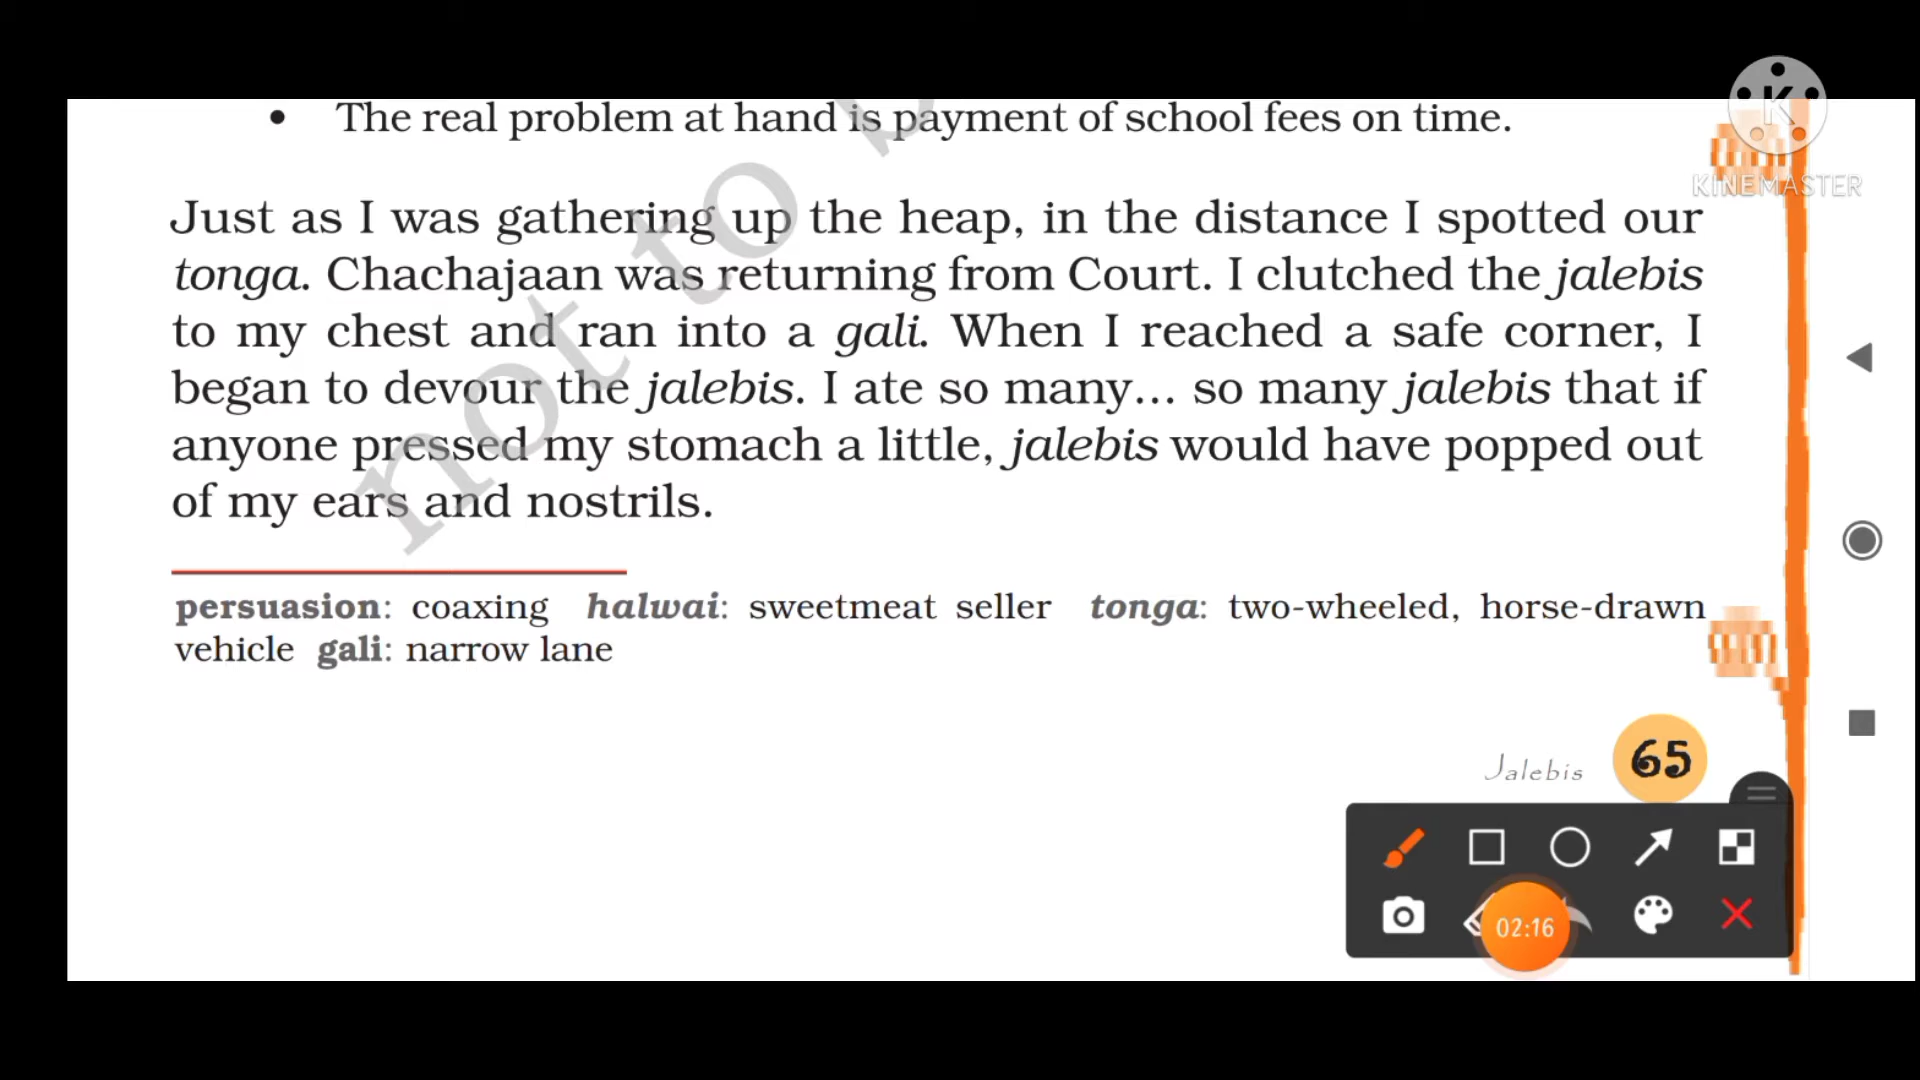 KINEMASTER
• The real problem at hand is payment of school fees on time.
Just as I was gathering up the heap, in the distance I spotted our
tonga. Chachajaan was returning from Court. I clutched the jalebis
to my chest and ran into a gali. When I reached a safe corner, I
began to devour the jalebis. I ate so many... so many jalebis that if
anyone pressed my stomach a little, jalebis would have popped out
of my ears and nostrils.
not to b
persuasion: coaxing halwai: sweetmeat seller tonga: two-wheeled, horse-drawn
vehicle gali: narrow lane
Jalebis 65
02:16